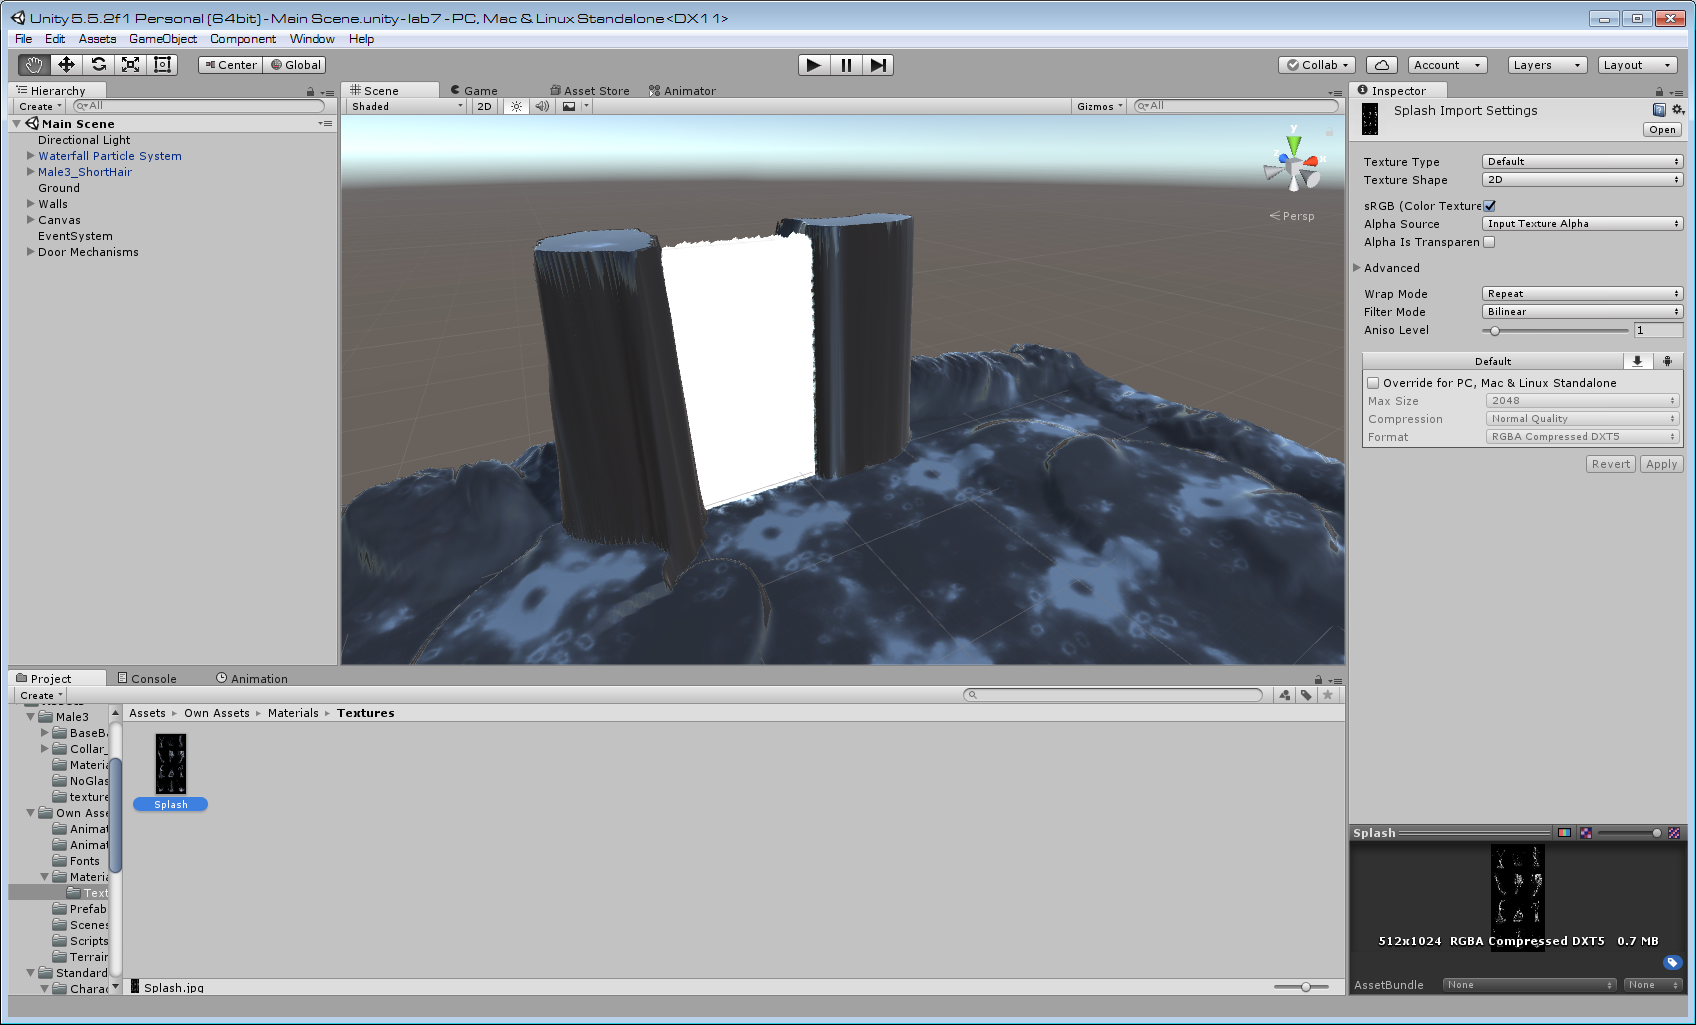 Unity 5.5.2f1 Personal (64bit) - Main Scene.unity - lab7 - PC, Mac & Linux Standalone <DX11>
File Edit Assets GameObject Component Window Help
Center Global Collab Account Layers Layout
Hierarchy
Create All
Main Scene
Directional Light
Waterfall Particle System
Male3_ShortHair
Ground
Walls
Canvas
EventSystem
Door Mechanisms
Scene Game Asset Store Animator
Shaded 2D Gizmos All
y
x
Persp
Inspector
Splash Import Settings
Open
Texture Type Default
Texture Shape 2D
sRGB (Color Texture
Alpha Source Input Texture Alpha
Alpha Is Transparen
Advanced
Wrap Mode Repeat
Filter Mode Bilinear
Aniso Level 1
Default
Override for PC, Mac & Linux Standalone
Max Size 2048
Compression Normal Quality
Format RGBA Compressed DXT5
Revert Apply
Project Console Animation
Create
Male3
BaseBa
Collar_
Materia
NoGlas
texture
Own Asse
Animat
Animat
Fonts
Materia
Text
Prefab
Scenes
Scripts
Terrain
Standard
Charac
Assets Own Assets Materials Textures
Splash
Splash.jpg
Splash
512x1024 RGBA Compressed DXT5 0.7 MB
AssetBundle None None